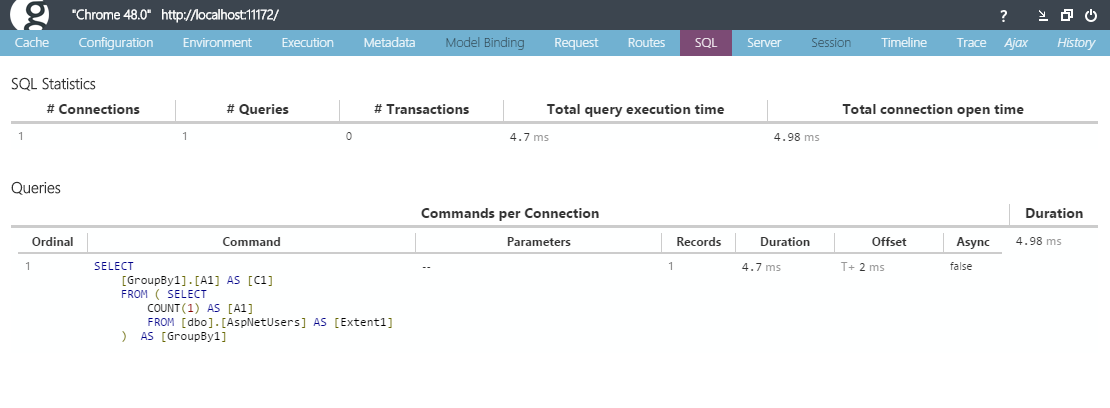 g "Chrome 48.0" http://localhost:11172/ ?
Cache Configuration Environment Execution Metadata Model Binding Request Routes SQL Server Session Timeline Trace Ajax History
SQL Statistics
# Connections # Queries # Transactions Total query execution time Total connection open time
1 1 0 4.7 ms 4.98 ms
Queries
Commands per Connection Duration
Ordinal Command Parameters Records Duration Offset Async 4.98 ms
1 SELECT -- 1 4.7 ms T+ 2 ms false
[GroupBy1].[A1] AS [C1]
FROM ( SELECT
COUNT(1) AS [A1]
FROM [dbo].[AspNetUsers] AS [Extent1]
) AS [GroupBy1]